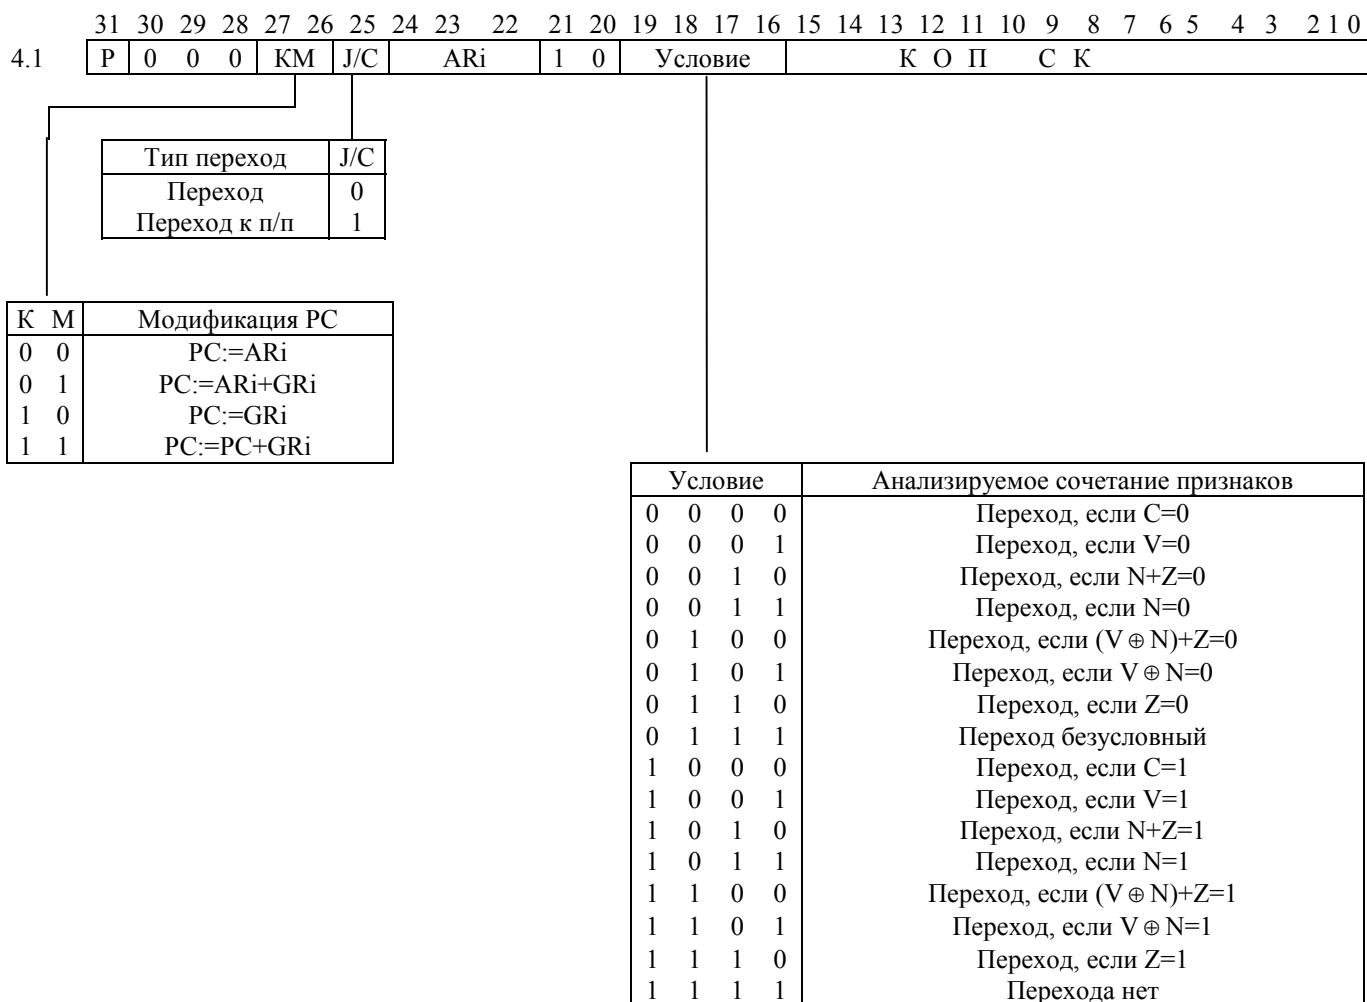 31 30 29 28 27 26 25 24 23 22 21 20 19 18 17 16 15 14 13 12 11 10 9 8 7 6 5 4 3 2 1 0
4.1 P 0 0 0 КМ J/C ARi 1 0 Условие К О П С К
Тип переход J/C
Переход 0
Переход к п/п 1
К М Модификация PC
0 0 PC:=ARi
0 1 PC:=ARi+GRi
1 0 PC:=GRi
1 1 PC:=PC+GRi
Условие Анализируемое сочетание признаков
0 0 0 0 Переход, если C=0
0 0 0 1 Переход, если V=0
0 0 1 0 Переход, если N+Z=0
0 0 1 1 Переход, если N=0
0 1 0 0 Переход, если (V⊕N)+Z=0
0 1 0 1 Переход, если V⊕N=0
0 1 1 0 Переход, если Z=0
0 1 1 1 Переход безусловный
1 0 0 0 Переход, если C=1
1 0 0 1 Переход, если V=1
1 0 1 0 Переход, если N+Z=1
1 0 1 1 Переход, если N=1
1 1 0 0 Переход, если (V⊕N)+Z=1
1 1 0 1 Переход, если V⊕N=1
1 1 1 0 Переход, если Z=1
1 1 1 1 Перехода нет